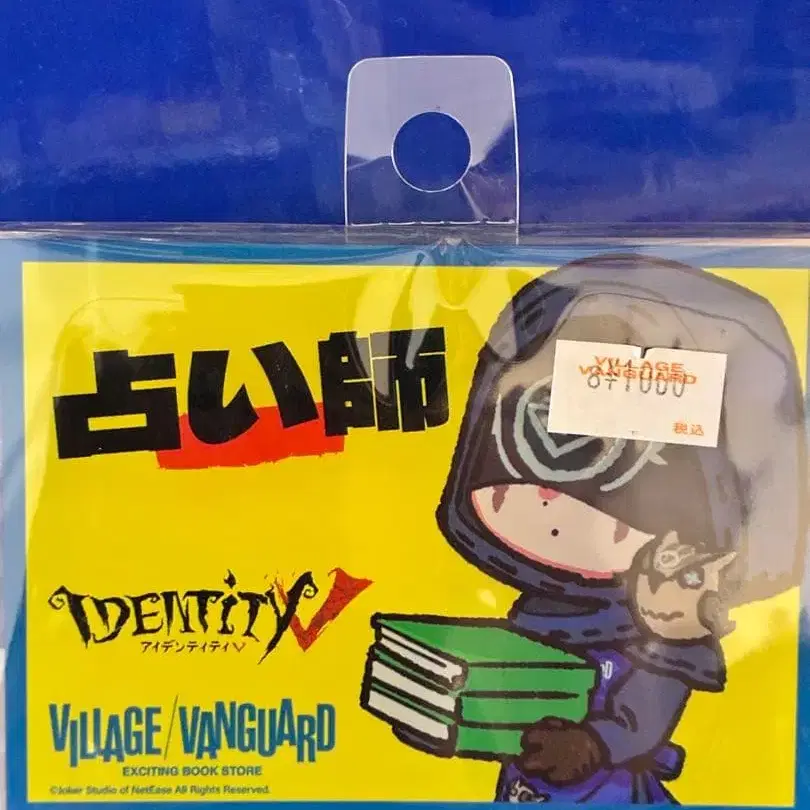 VILLAGE
VANGUARD
税込
占い師
IDENTITY V
アイデンティティV
VILLAGE/VANGUARD
EXCITING BOOK STORE
©Joker Studio of NetEase All Rights Reserved.